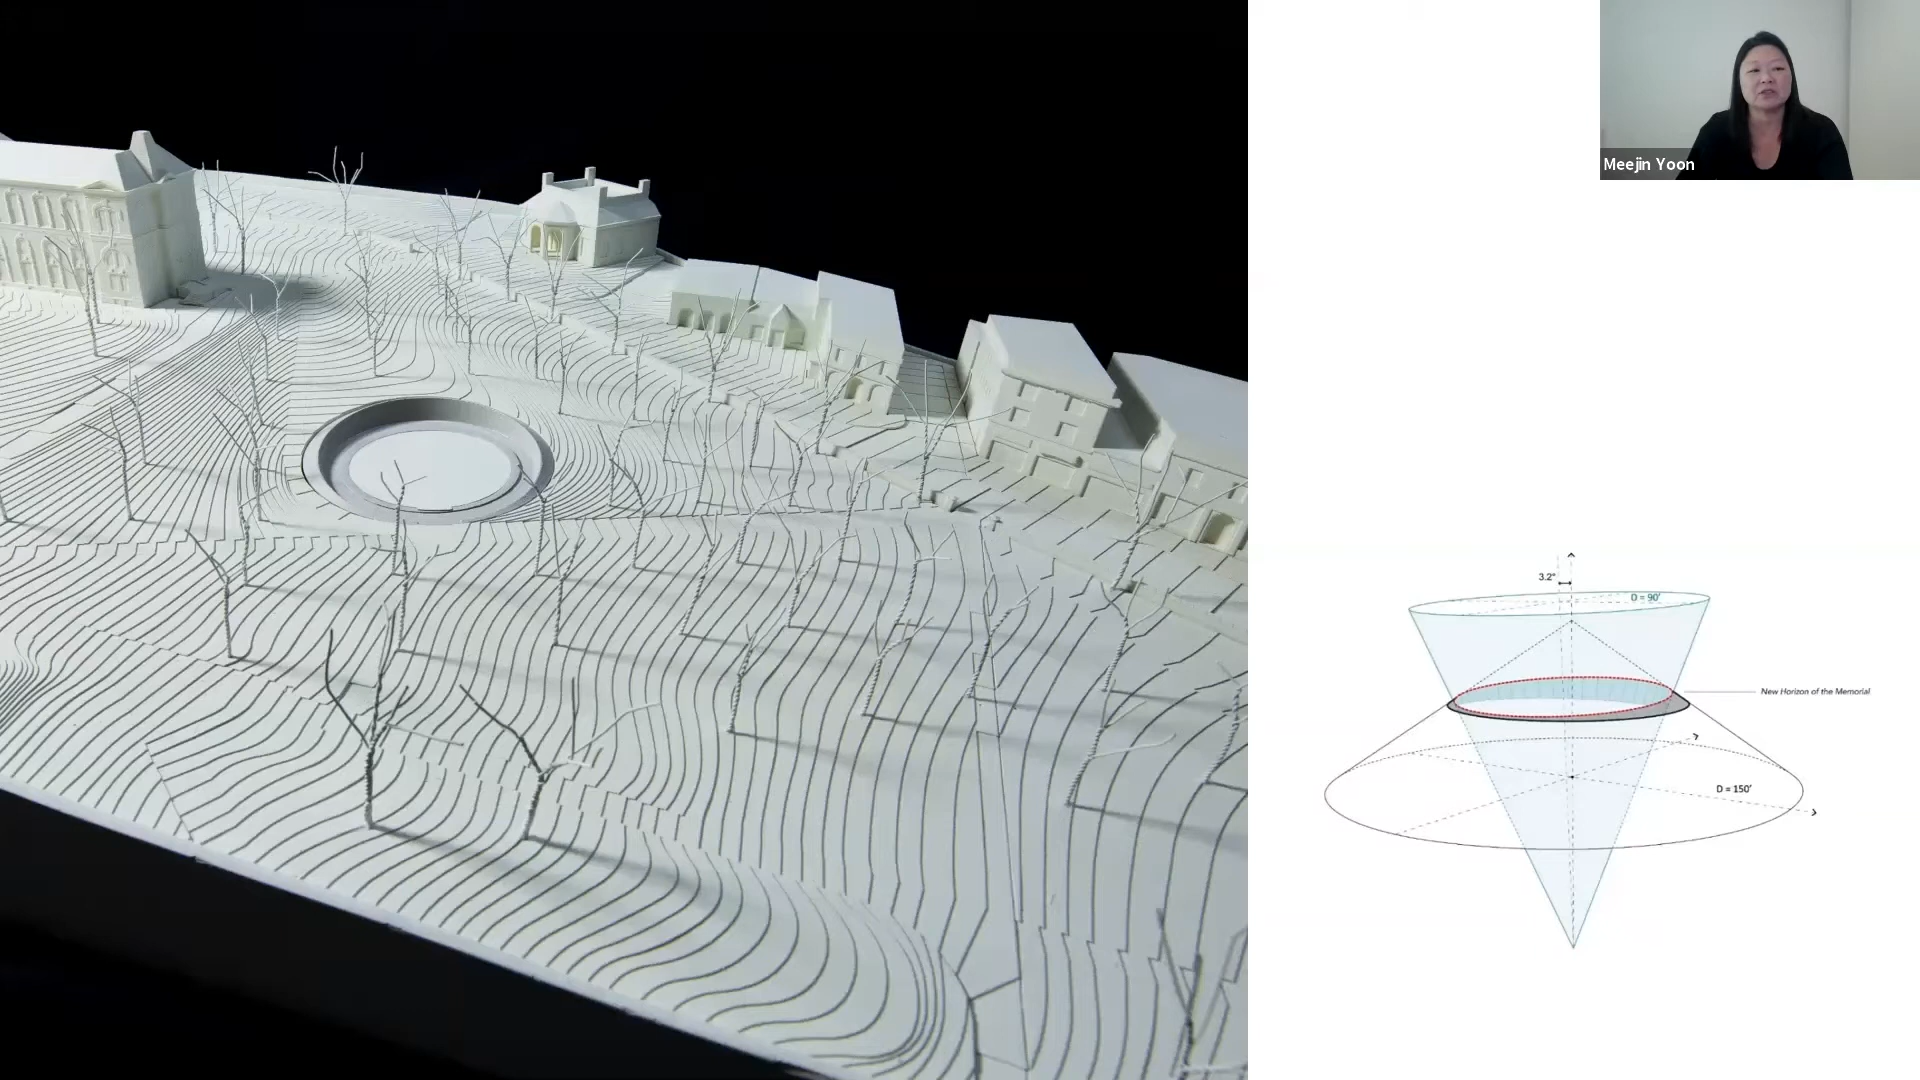 Meejin Yoon
3.2"
D = 90'
New Horizon of the Memorial
D = 150'